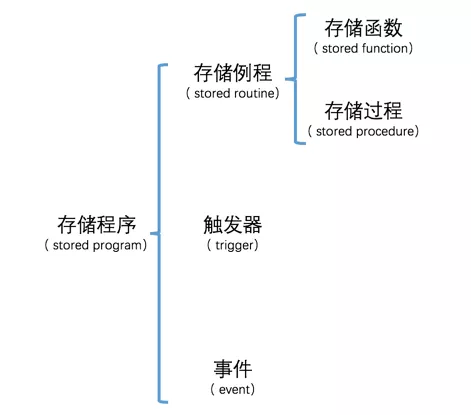 存储函数
( stored function)
存储例程
( stored routine)
存储过程
( stored procedure)
存储程序
( stored program)
触发器
( trigger)
事件
( event)